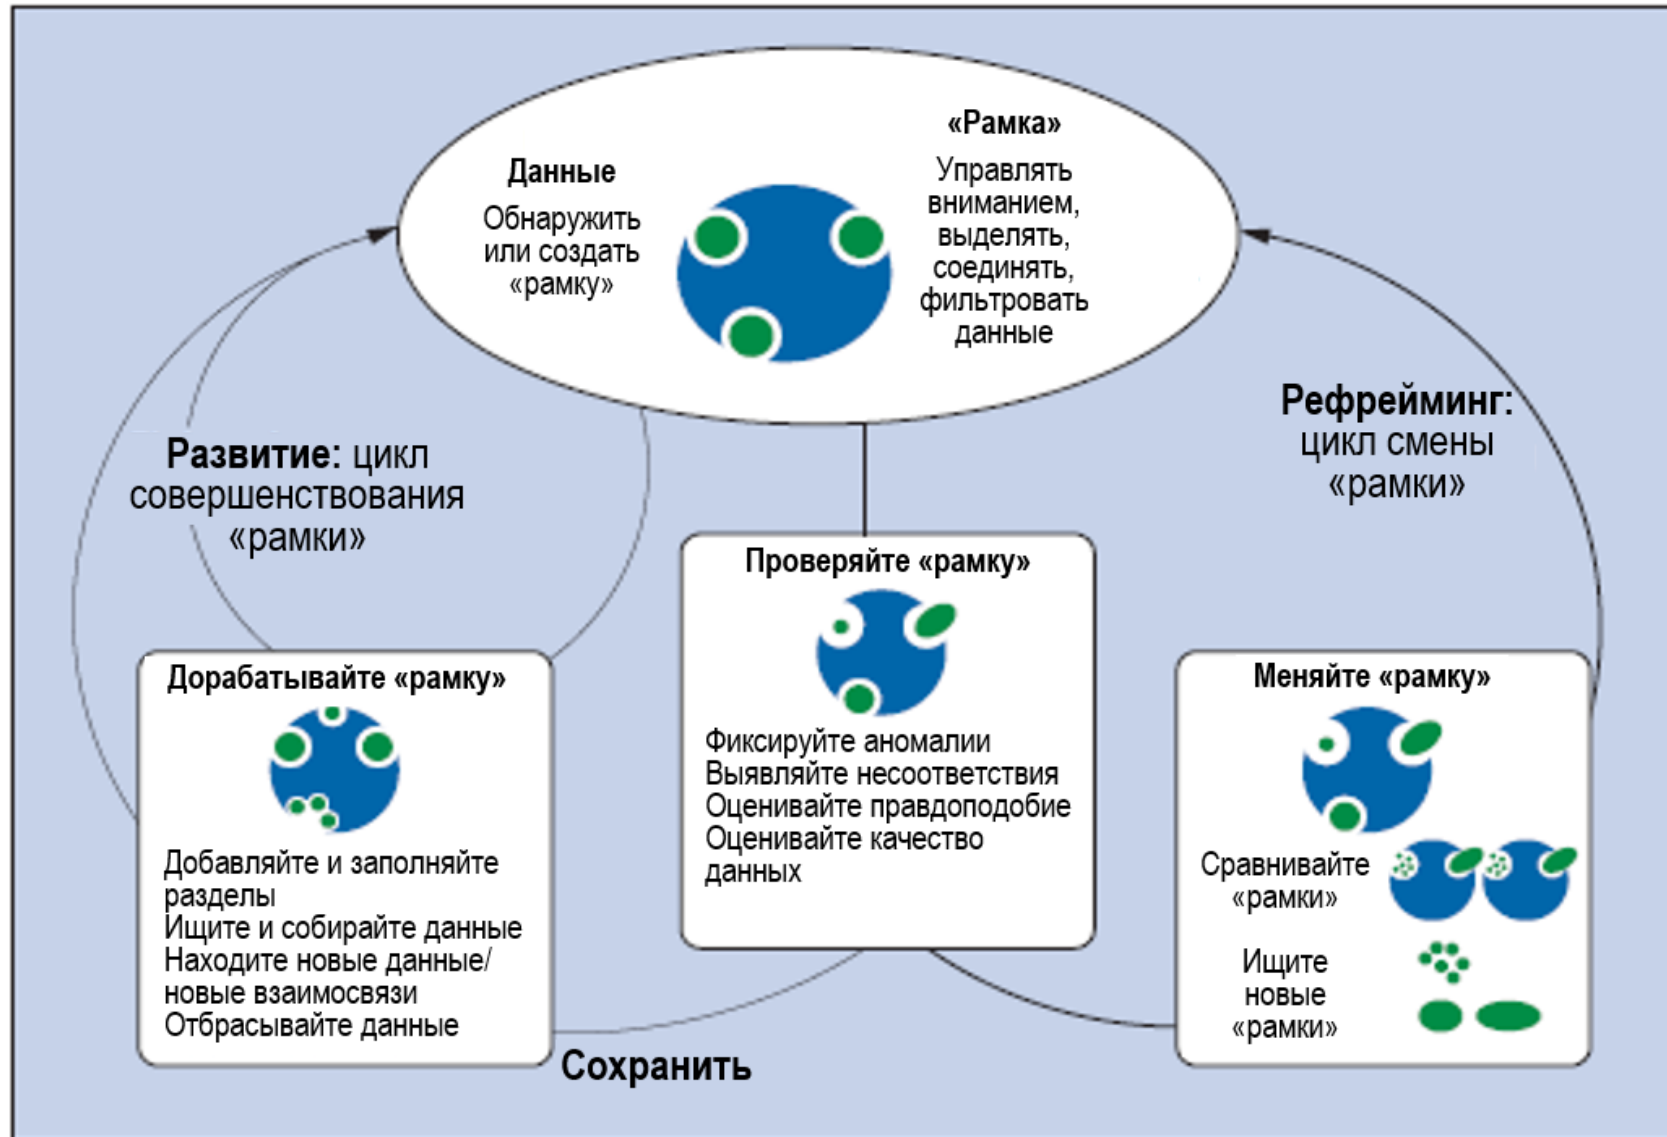 «Рамка»
Управлять
вниманием,
выделять,
соединять,
фильтровать
данные
Данные
Обнаружить
или создать
«рамку»
Развитие: цикл
совершенствования
«рамки»
Рефрейминг:
цикл смены
«рамки»
Проверяйте «рамку»
Фиксируйте аномалии
Выявляйте несоответствия
Оценивайте правдоподобие
Оценивайте качество
данных
Дорабатывайте «рамку»
Добавляйте и заполняйте
разделы
Ищите и собирайте данные
Находите новые данные/
новые взаимосвязи
Отбрасывайте данные
Меняйте «рамку»
Сравнивайте
«рамки»
Ищите
новые
«рамки»
Сохранить